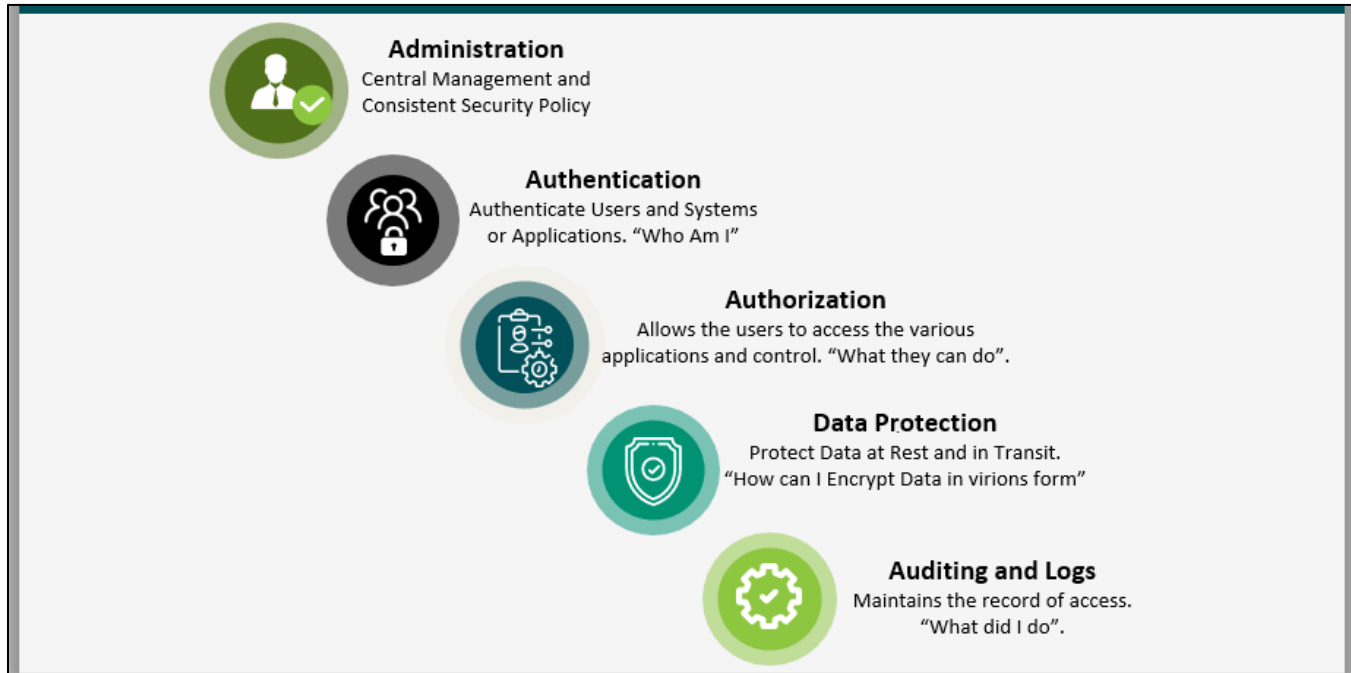 Administration
Central Management and
Consistent Security Policy
Authentication
Authenticate Users and Systems
or Applications. “Who Am I”
Authorization
Allows the users to access the various
applications and control. “What they can do”.
Data Protection
Protect Data at Rest and in Transit.
“How can I Encrypt Data in virions form”
Auditing and Logs
Maintains the record of access.
“What did I do”.